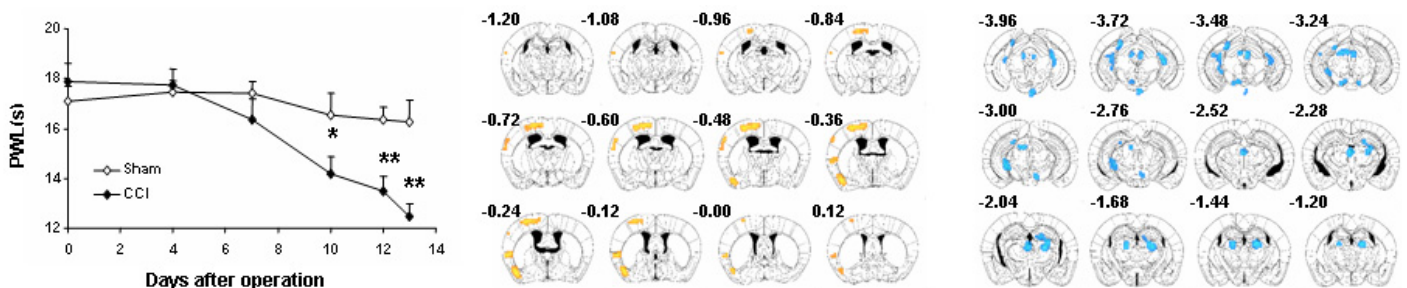 20
18
16
14
12
PWL(s)
Sham
CCI
*
**
**
0 2 4 6 8 10 12 14
Days after operation
-1.20 -1.08 -0.96 -0.84
-0.72 -0.60 -0.48 -0.36
-0.24 -0.12 -0.00 0.12
-3.96 -3.72 -3.48 -3.24
-3.00 -2.76 -2.52 -2.28
-2.04 -1.68 -1.44 -1.20